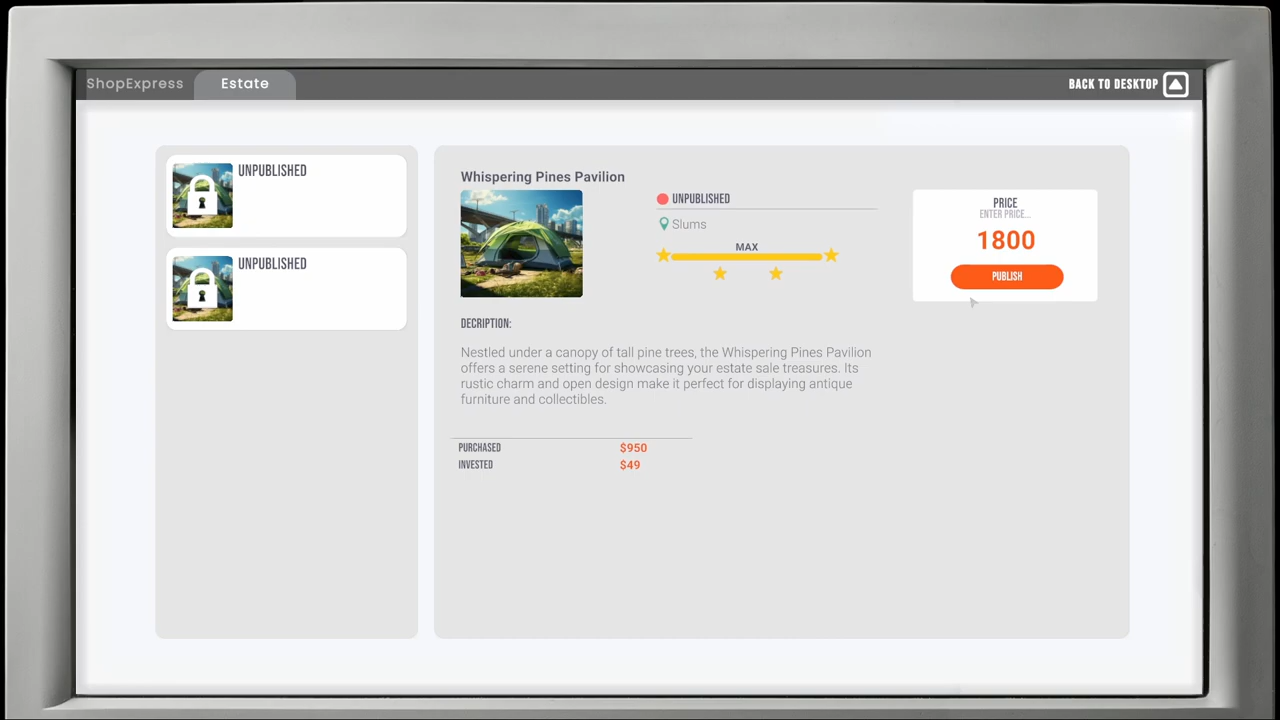 ShopExpress
Estate
BACK TO DESKTOP
UNPUBLISHED
UNPUBLISHED
Whispering Pines Pavilion
UNPUBLISHED
Slums
MAX
PRICE
ENTER PRICE...
1800
PUBLISH
DECRIPTION:
Nestled under a canopy of tall pine trees, the Whispering Pines Pavilion
offers a serene setting for showcasing your estate sale treasures. Its
rustic charm and open design make it perfect for displaying antique
furniture and collectibles.
PURCHASED $950
INVESTED $49